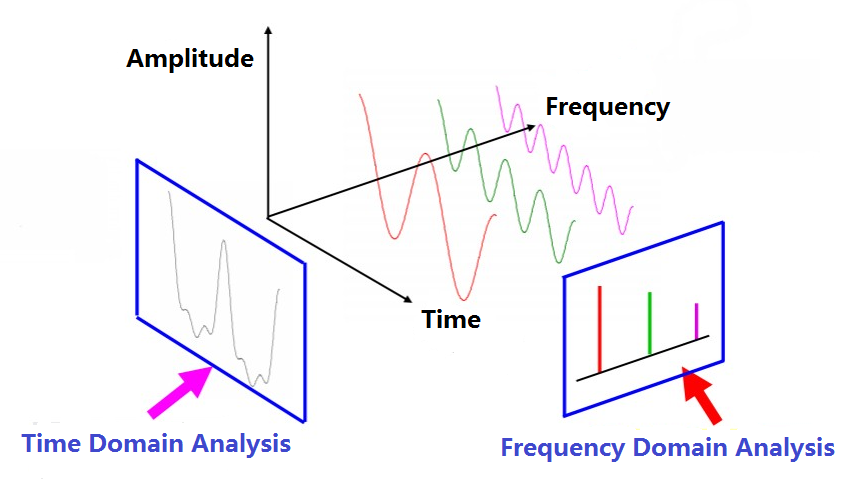 Amplitude
Frequency
Time
Time Domain Analysis
Frequency Domain Analysis